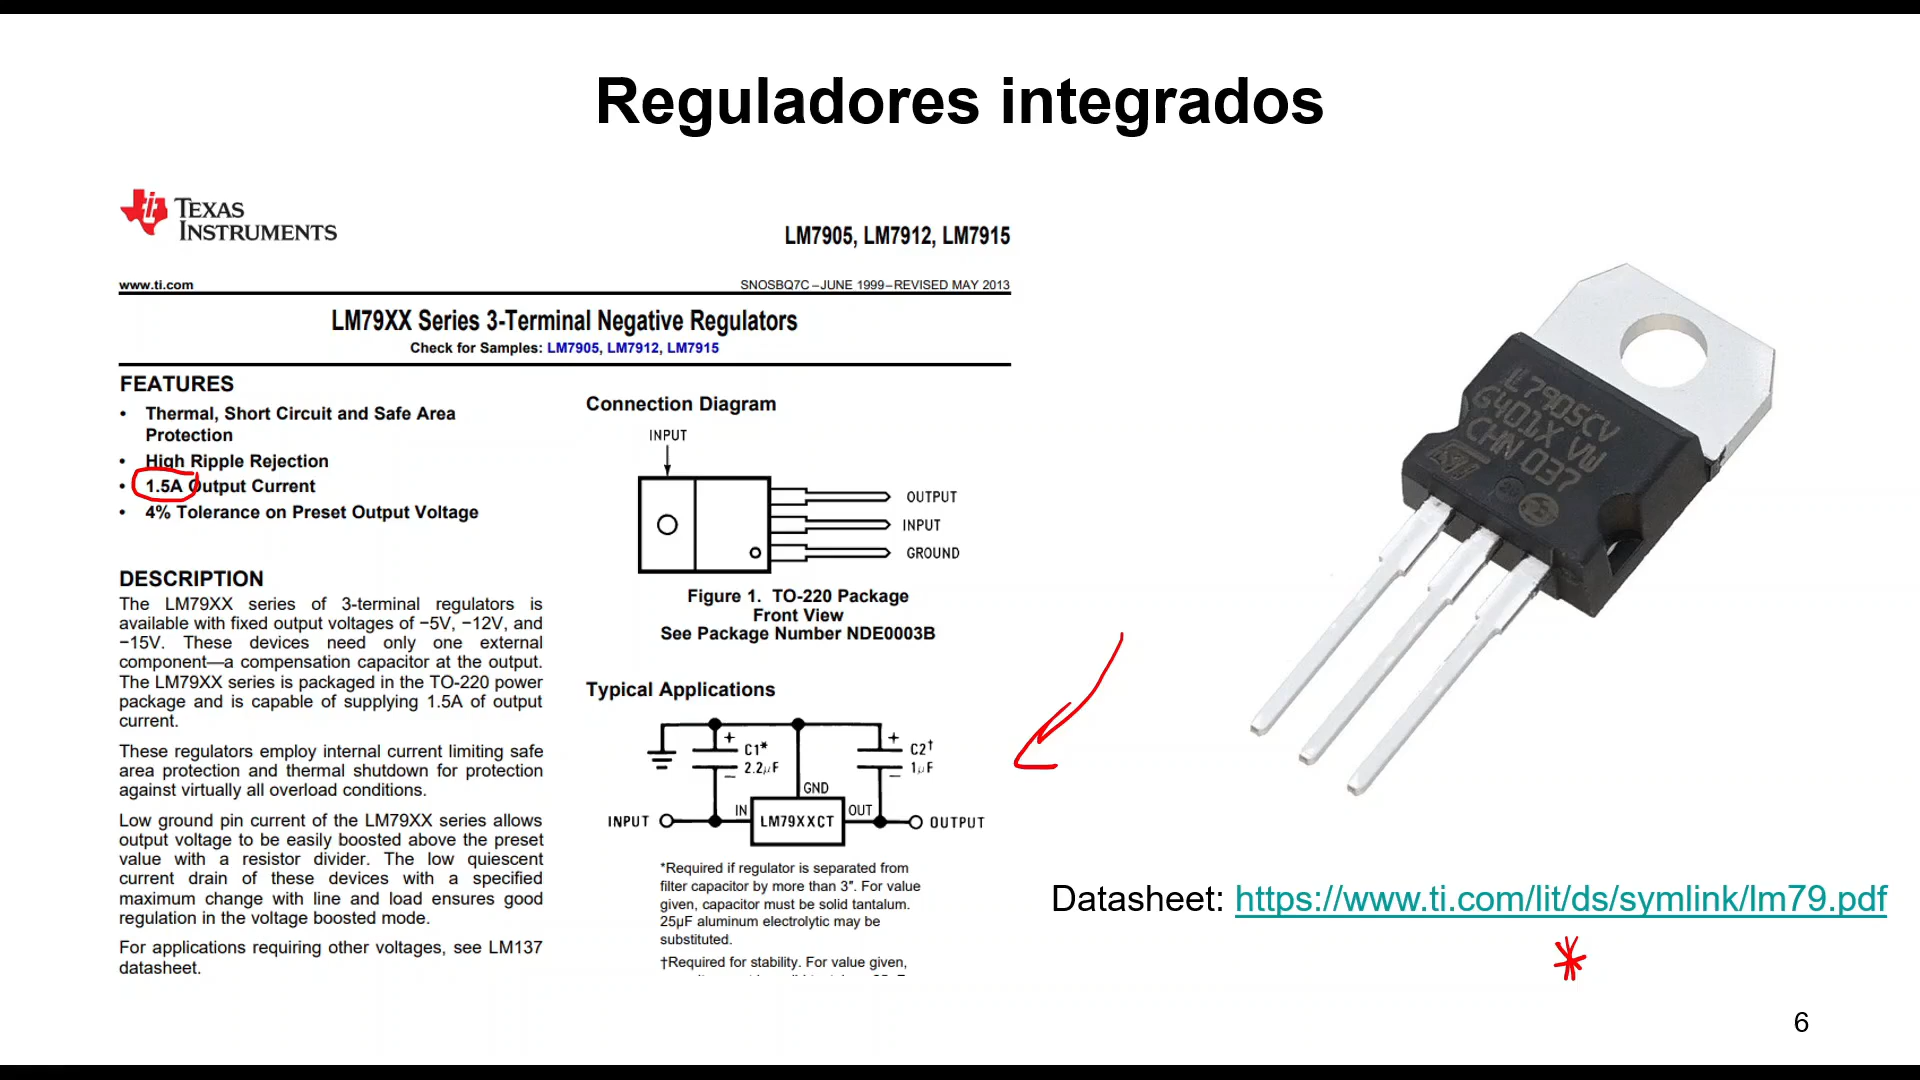 Reguladores integrados
TEXAS
INSTRUMENTS
LM7905, LM7912, LM7915
www.ti.com
SNOSBQ7C – JUNE 1999 – REVISED MAY 2013
LM79XX Series 3-Terminal Negative Regulators
Check for Samples: LM7905, LM7912, LM7915
FEATURES
• Thermal, Short Circuit and Safe Area
Protection
• High Ripple Rejection
• 1.5A Output Current
• 4% Tolerance on Preset Output Voltage
DESCRIPTION
The LM79XX series of 3-terminal regulators is
available with fixed output voltages of −5V, −12V, and
−15V. These devices need only one external
component—a compensation capacitor at the output.
The LM79XX series is packaged in the TO-220 power
package and is capable of supplying 1.5A of output
current.
These regulators employ internal current limiting safe
area protection and thermal shutdown for protection
against virtually all overload conditions.
Low ground pin current of the LM79XX series allows
output voltage to be easily boosted above the preset
value with a resistor divider. The low quiescent
current drain of these devices with a specified
maximum change with line and load ensures good
regulation in the voltage boosted mode.
For applications requiring other voltages, see LM137
datasheet.
Connection Diagram
INPUT
OUTPUT
INPUT
GROUND
Figure 1. TO-220 Package
Front View
See Package Number NDE0003B
Typical Applications
+ C1*
2.2μF
−
+ C2†
1μF
−
GND
IN
OUT
INPUT
LM79XXCT
OUTPUT
*Required if regulator is separated from
filter capacitor by more than 3″. For value
given, capacitor must be solid tantalum.
25μF aluminum electrolytic may be
substituted.
†Required for stability. For value given,
L7905CV
G401X VW
CHN 037
Datasheet: https://www.ti.com/lit/ds/symlink/lm79.pdf
*
6